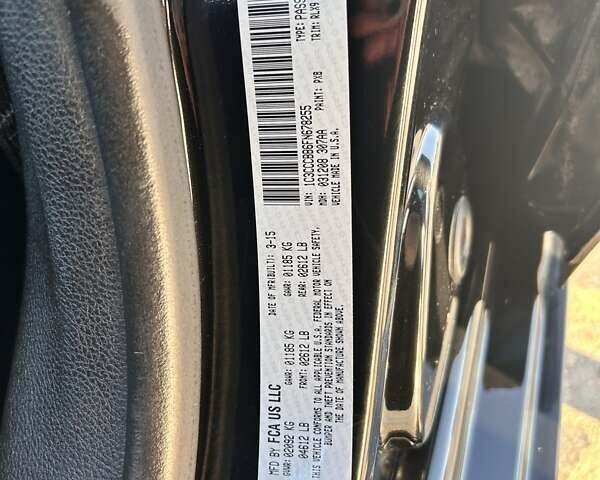 MFD BY FCA US LLC
DATE OF MFR(BUILT): 3-15
GVWR: 02092 KG
GAWR: 01185 KG
GAWR: 01185 KG
04612 LB
FRONT: 02612 LB
REAR: 02612 LB
THIS VEHICLE CONFORMS TO ALL APPLICABLE U.S.A. FEDERAL MOTOR VEHICLE SAFETY,
BUMPER AND THEFT PREVENTION STANDARDS IN EFFECT ON
THE DATE OF MANUFACTURE SHOWN ABOVE.
VIN: 1C3CCCBB6FN678255
TYPE: PASS
MDH: 031208 307AA
PAINT: PXB
TRIM: RLX9
VEHICLE MADE IN U.S.A.